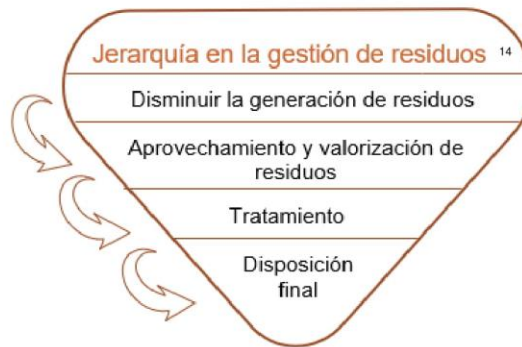 Jerarquía en la gestión de residuos 14
Disminuir la generación de residuos
Aprovechamiento y valorización de
residuos
Tratamiento
Disposición
final